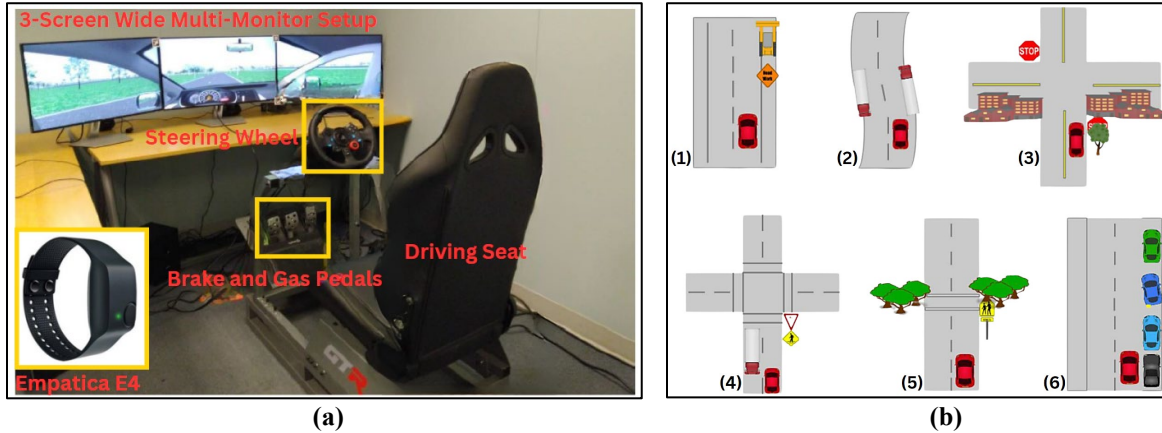 3-Screen Wide Multi-Monitor Setup
Steering Wheel
Driving Seat
Brake and Gas Pedals
Empatica E4
GTR
(a)
Road
Work
(1)
(2)
STOP
(3)
(4)
(5)
(6)
(b)